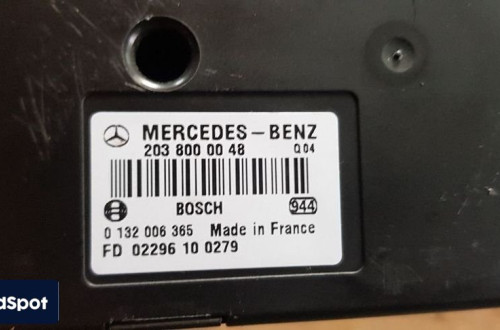 MERCEDES-BENZ
203 800 00 48 Q04
BOSCH 944
0 132 006 365 Made in France
FD 02296 10 0279
dSpot